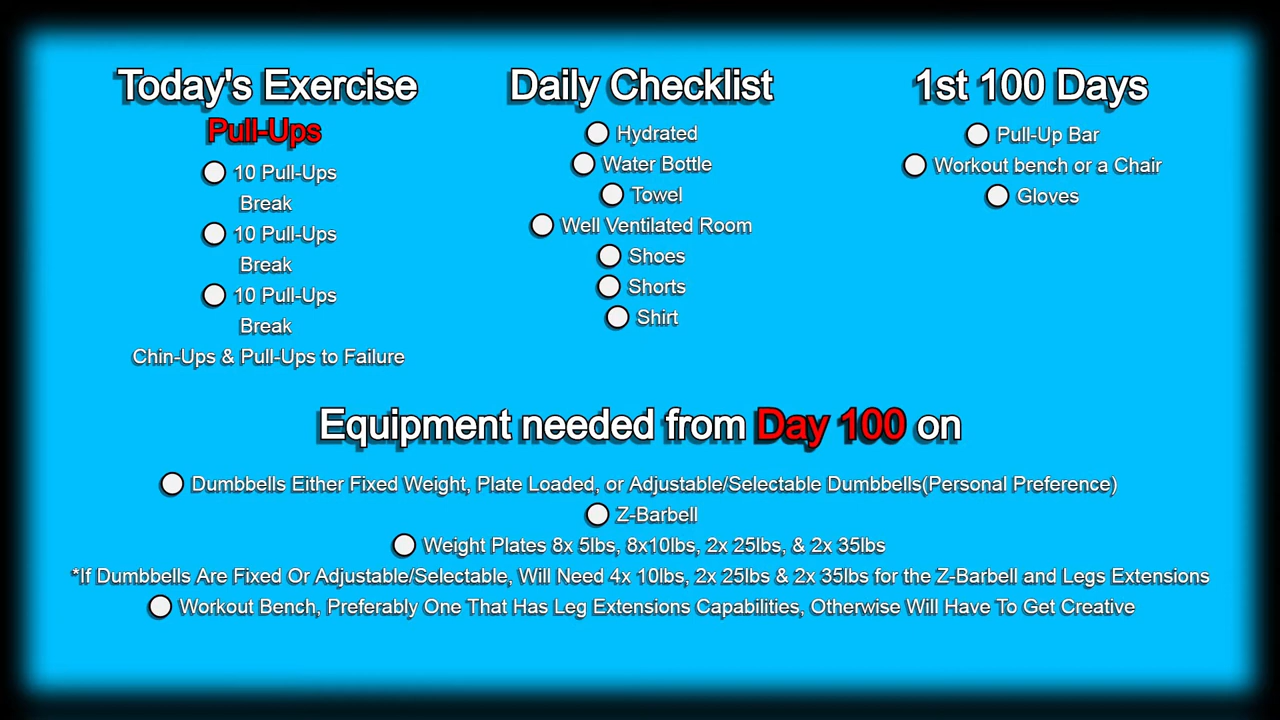 Today's Exercise
Pull-Ups
10 Pull-Ups
Break
10 Pull-Ups
Break
10 Pull-Ups
Break
Chin-Ups & Pull-Ups to Failure
Daily Checklist
Hydrated
Water Bottle
Towel
Well Ventilated Room
Shoes
Shorts
Shirt
1st 100 Days
Pull-Up Bar
Workout bench or a Chair
Gloves
Equipment needed from Day 100 on
Dumbbells Either Fixed Weight, Plate Loaded, or Adjustable/Selectable Dumbbells(Personal Preference)
Z-Barbell
Weight Plates 8x 5lbs, 8x10lbs, 2x 25lbs, & 2x 35lbs
*If Dumbbells Are Fixed Or Adjustable/Selectable, Will Need 4x 10lbs, 2x 25lbs & 2x 35lbs for the Z-Barbell and Legs Extensions
Workout Bench, Preferably One That Has Leg Extensions Capabilities, Otherwise Will Have To Get Creative